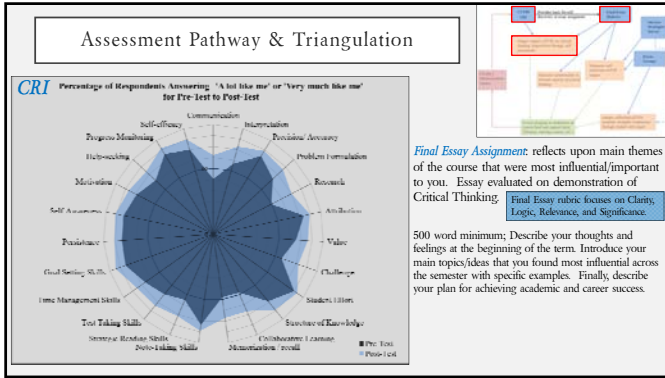 Assessment Pathway & Triangulation
CRI
Percentage of Respondents Answering 'A lot like me' or 'Very much like me'
for Pre-Test to Post-Test
Communication
Interpretation
Precision/Accuracy
Problem Formulation
Research
Attribution
Value
Challenge
Student Effort
Structure of Knowledge
Collaborative Learning
Memorization / recall
Note-Taking Skills
Strategic Reading Skills
Test Taking Skills
Time Management Skills
Goal Setting Skills
Persistence
Self Awareness
Motivation
Help-seeking
Progress Monitoring
Self-efficacy
Pre Test
Post-Test
Final Essay Assignment: reflects upon main themes
of the course that were most influential/important
to you. Essay evaluated on demonstration of
Critical Thinking.
Final Essay rubric focuses on Clarity,
Logic, Relevance, and Significance.
500 word minimum; Describe your thoughts and
feelings at the beginning of the term. Introduce your
main topics/ideas that you found most influential across
the semester with specific examples. Finally, describe
your plan for achieving academic and career success.